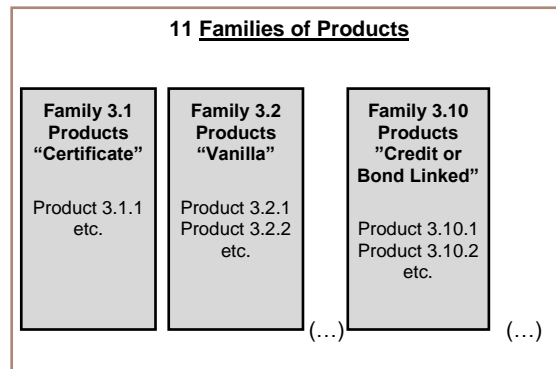 11 Families of Products
Family 3.1
Products
“Certificate”
Product 3.1.1
etc.
Family 3.2
Products
“Vanilla”
Product 3.2.1
Product 3.2.2
etc.
(…)
Family 3.10
Products
”Credit or
Bond Linked”
Product 3.10.1
Product 3.10.2
etc.
(…)